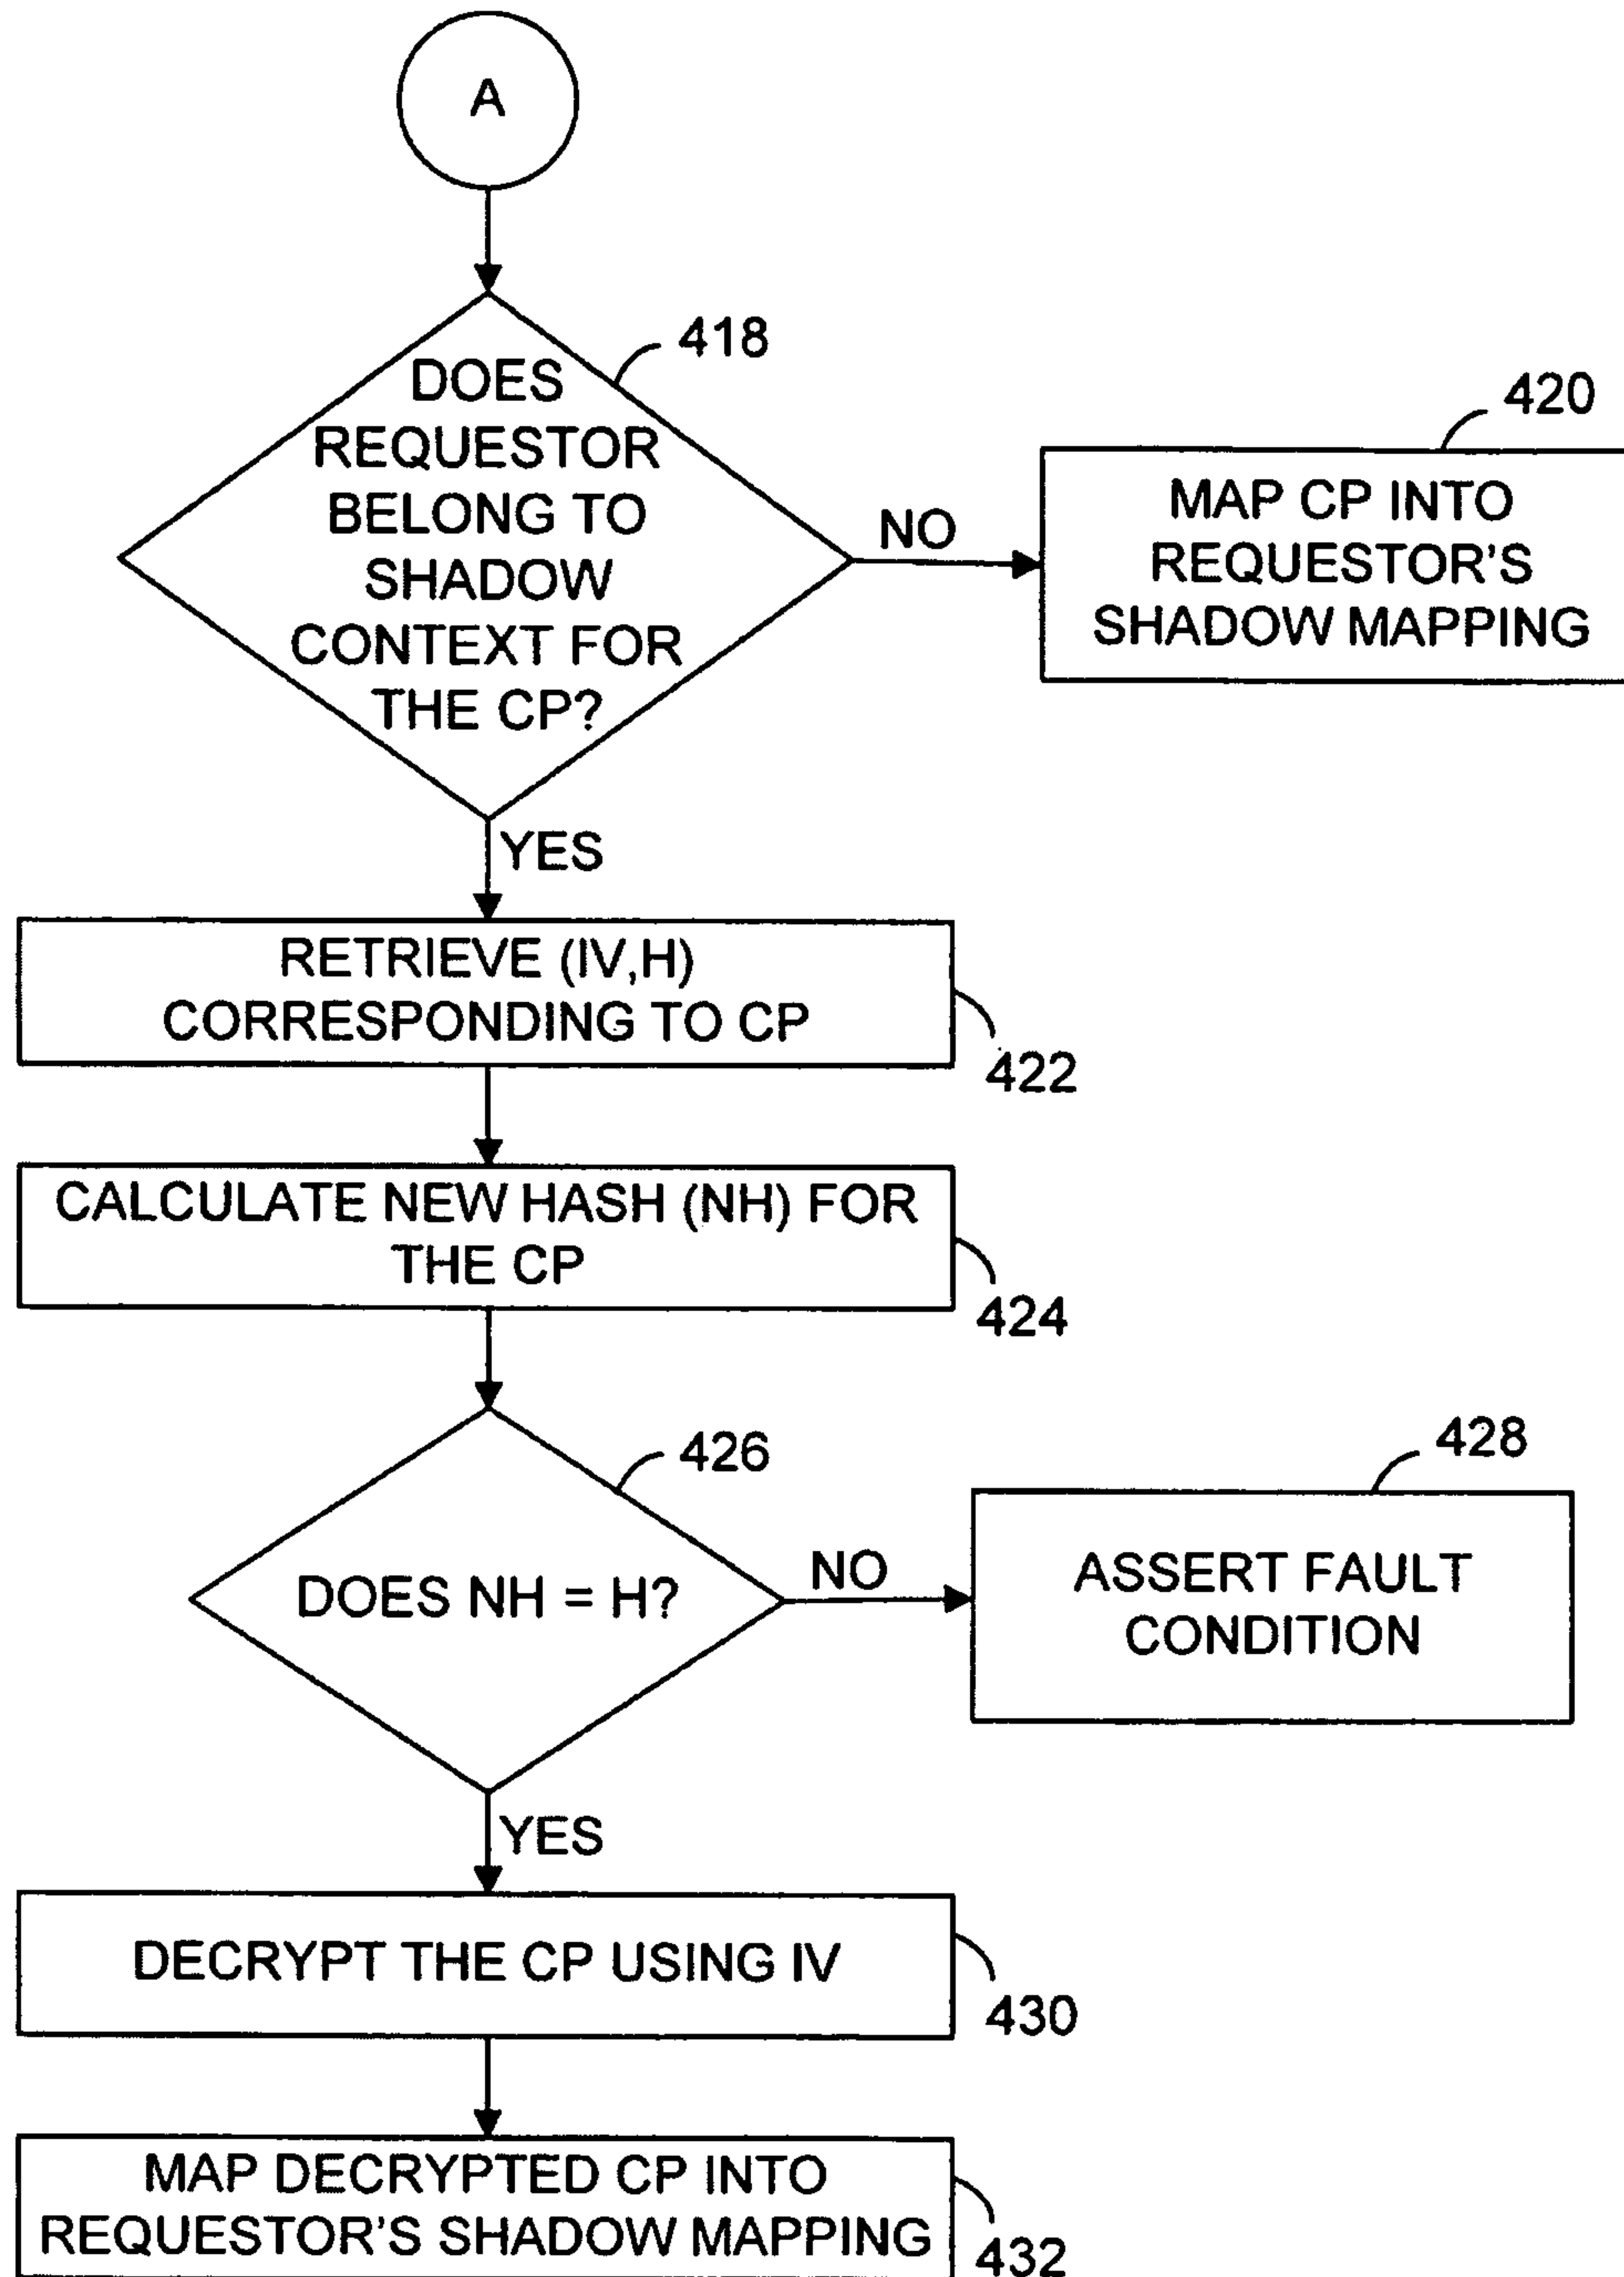 A
418
DOES
REQUESTOR
BELONG TO
SHADOW
CONTEXT FOR
THE CP?
NO
420
MAP CP INTO
REQUESTOR'S
SHADOW MAPPING
YES
RETRIEVE (IV,H)
CORRESPONDING TO CP
422
CALCULATE NEW HASH (NH) FOR
THE CP
424
426
DOES NH = H?
NO
428
ASSERT FAULT
CONDITION
YES
DECRYPT THE CP USING IV
430
MAP DECRYPTED CP INTO
REQUESTOR'S SHADOW MAPPING
432